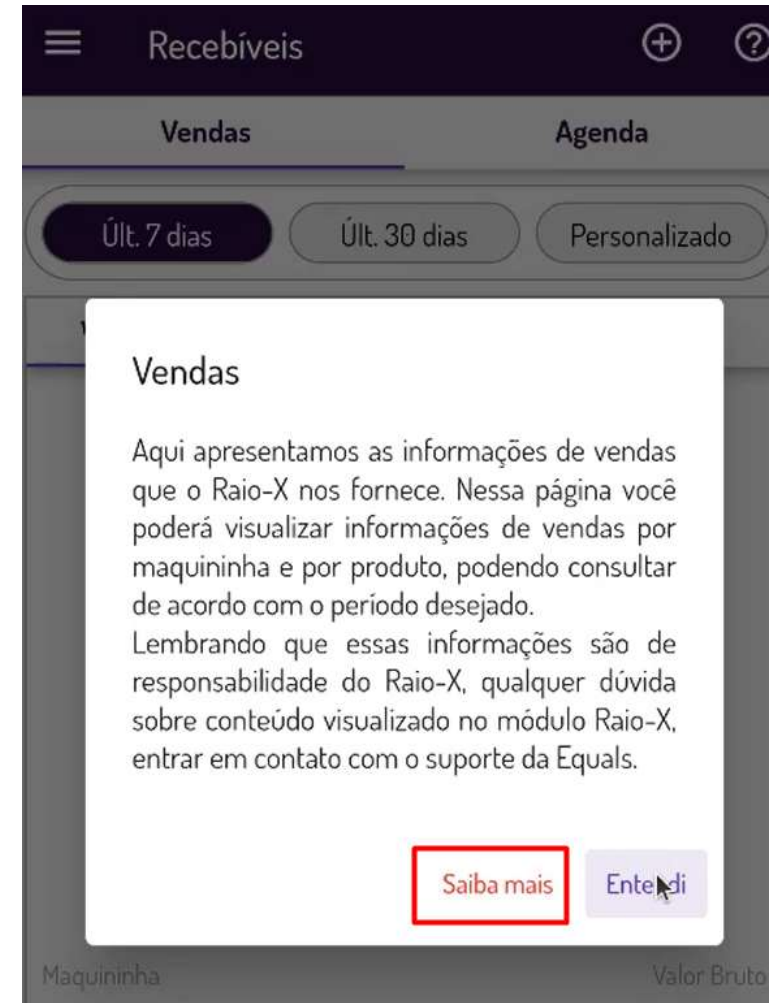 Recebíveis
Vendas
Agenda
Últ. 7 dias
Últ. 30 dias
Personalizado
Vendas
Aqui apresentamos as informações de vendas
que o Raio-X nos fornece. Nessa página você
poderá visualizar informações de vendas por
maquininha e por produto, podendo consultar
de acordo com o período desejado.
Lembrando que essas informações são de
responsabilidade do Raio-X, qualquer dúvida
sobre conteúdo visualizado no módulo Raio-X,
entrar em contato com o suporte da Equals.
Saiba mais
Entendi
Maquininha
Valor Bruto